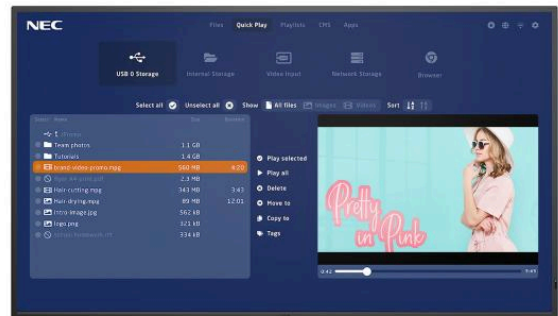 NEC
Files Quick Play Playlists CMS Apps
USB 0 Storage Internal Storage Video Input Network Storage Browser
Select all Unselect all Show All files Images Videos Sort
Name Size
Team photos 1.1 GB
Tutorials 1.4 GB
brand-video-promo.mpg 560 MB 4:20
2.3 MB
Hair-cutting.mpg 343 MB 3:43
Hair-drying.mpg 89 MB 12:01
intro-image.jpg 562 kB
logo.png 321 kB
334 kB
Play selected
Play all
Delete
Move to
Copy to
Tags
Pretty
in Pink
0:42